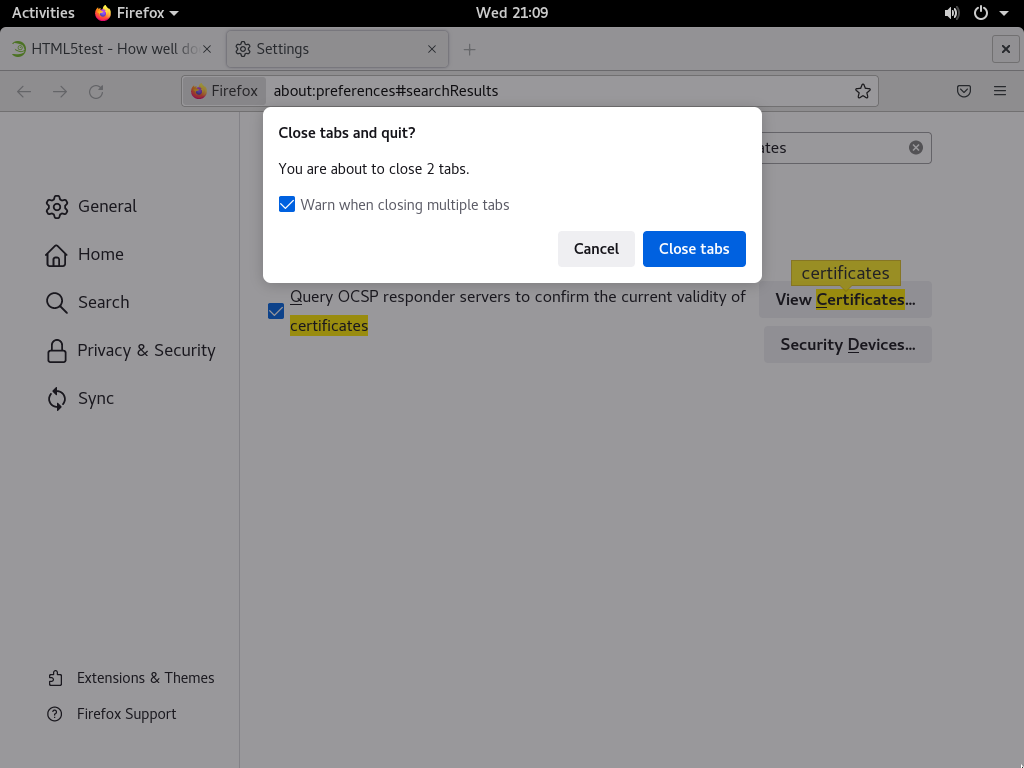 Activities
Firefox
Wed 21:09
HTML5test - How well do
Settings
Firefox
about:preferences#searchResults
Close tabs and quit?
You are about to close 2 tabs.
Warn when closing multiple tabs
Cancel
Close tabs
General
Home
Search
Privacy & Security
Sync
certificates
Query OCSP responder servers to confirm the current validity of
certificates
View Certificates...
Security Devices...
Extensions & Themes
Firefox Support